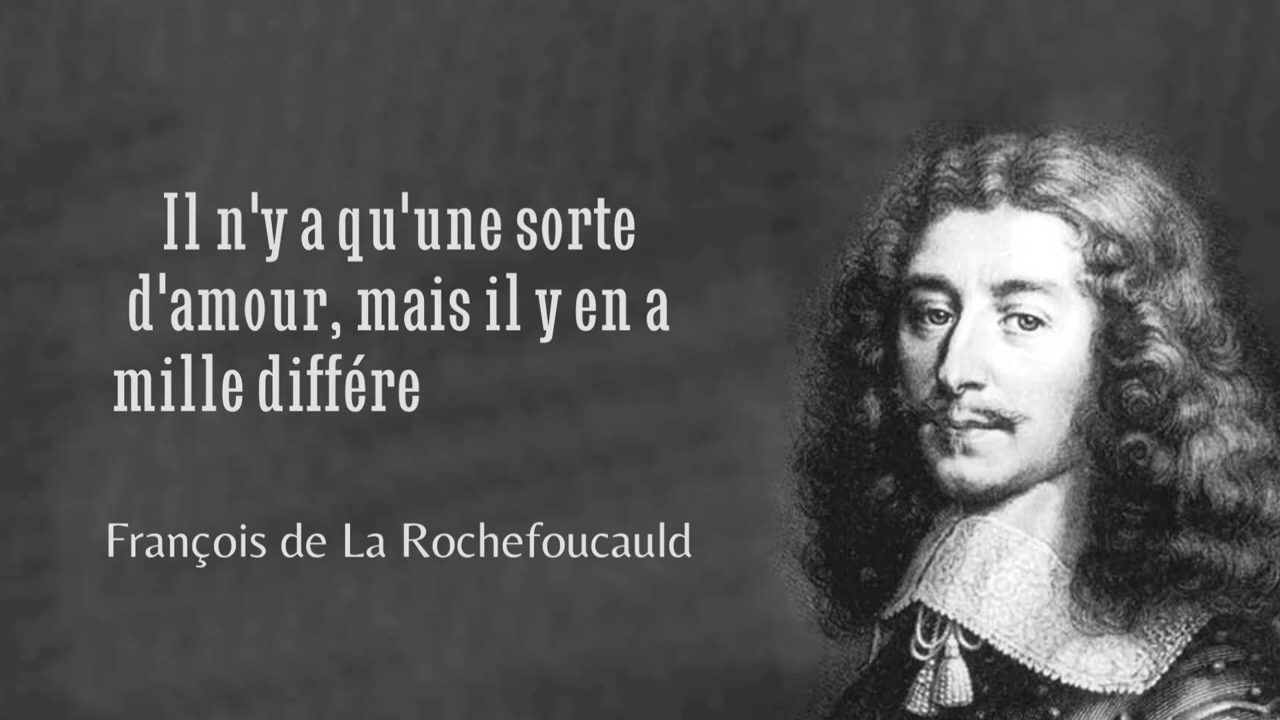 Il n'y a qu'une sorte
d'amour, mais il y en a
mille différe
François de La Rochefoucauld